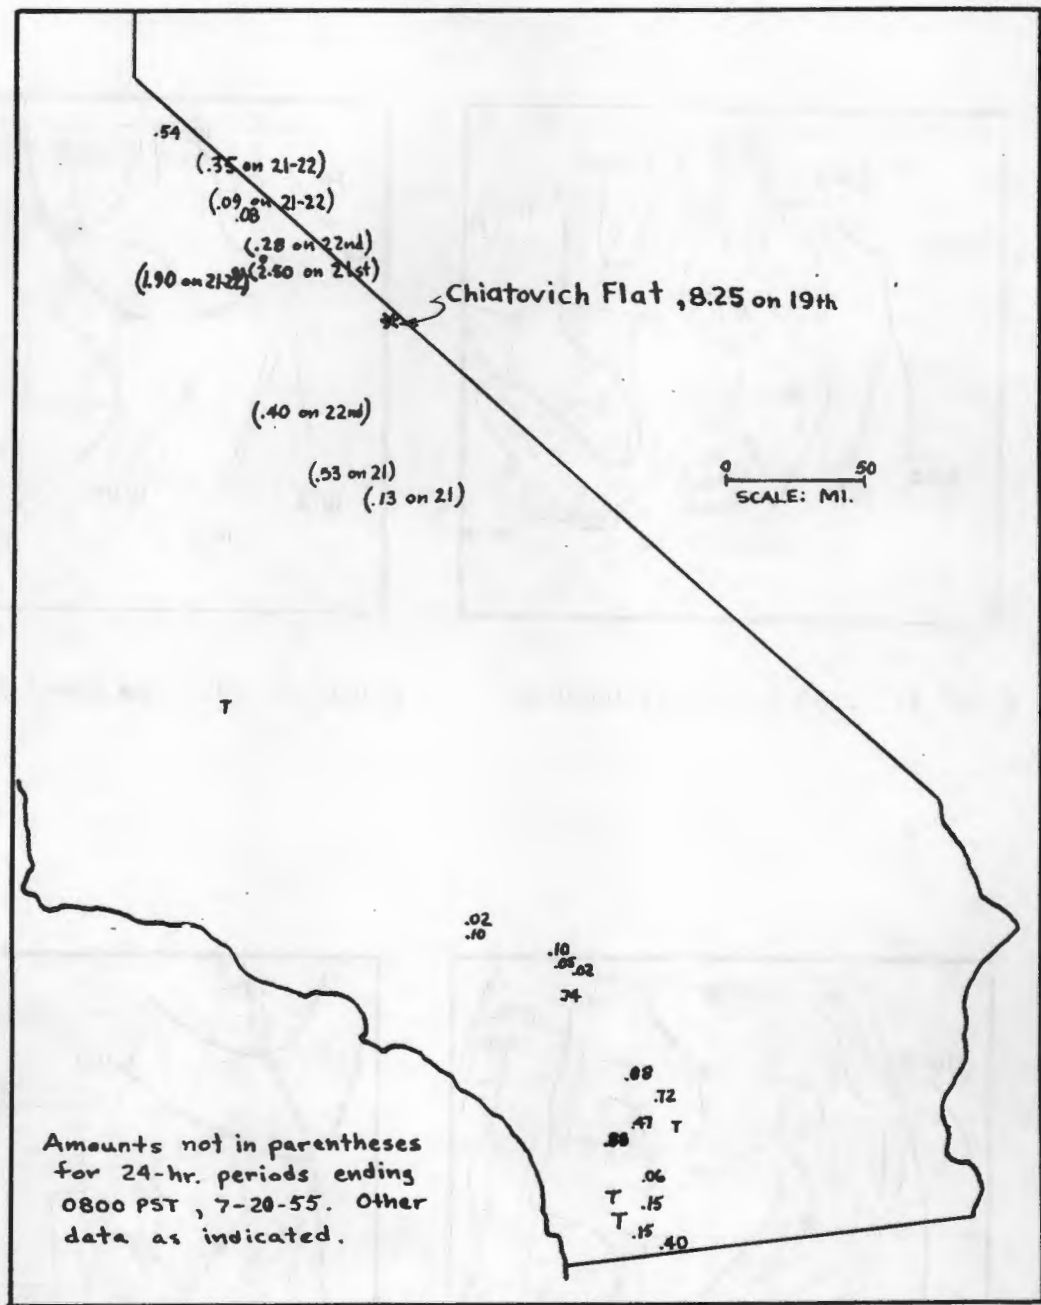 .54
(.35 on 21-22)
(.09 on 21-22)
.08
(.28 on 22nd)
(2.50 on 21st)
(1.90 on 21-22)
Chiatovich Flat, 8.25 on 19th
(.40 on 22nd)
(.53 on 21)
(.13 on 21)
0 50
SCALE: MI.
T
.02
.10
.10
.05
.02
.74
.08
.72
.47
T
.06
T
.15
T
.15
.40
Amounts not in parentheses
for 24-hr. periods ending
0800 PST, 7-20-55. Other
data as indicated.